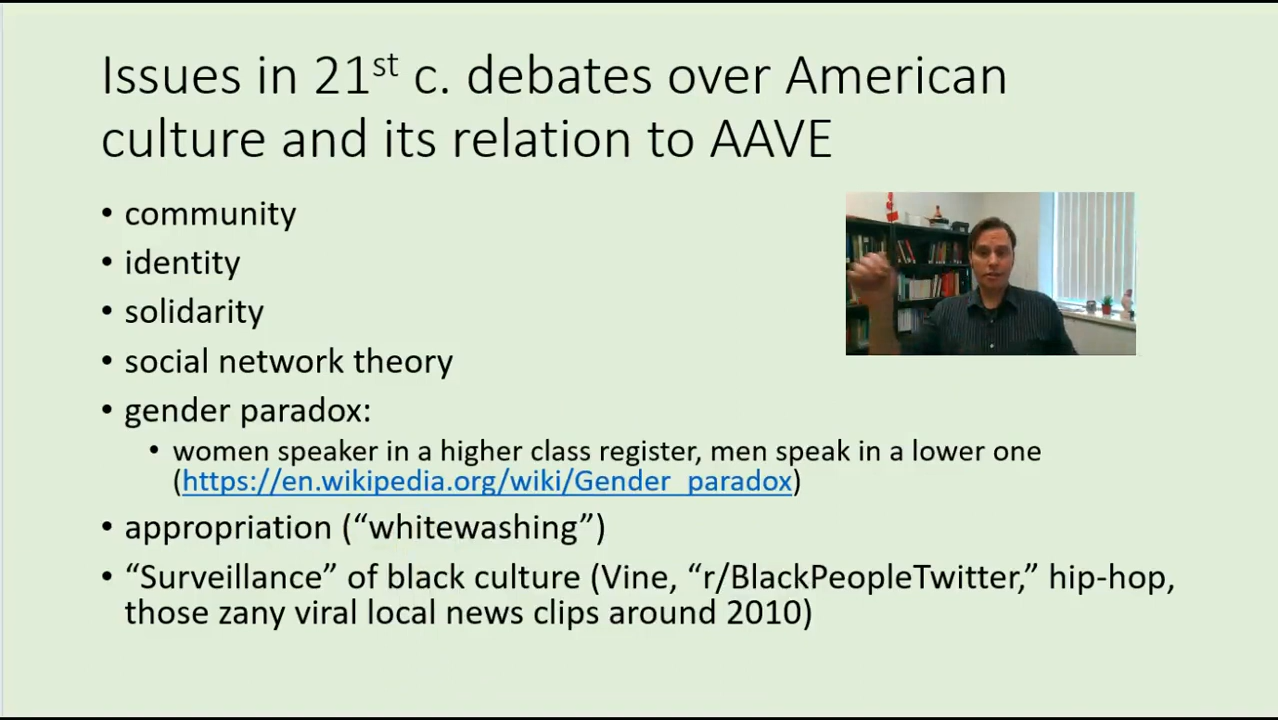 Issues in 21st c. debates over American
culture and its relation to AAVE
• community
• identity
• solidarity
• social network theory
• gender paradox:
• women speaker in a higher class register, men speak in a lower one
(https://en.wikipedia.org/wiki/Gender_paradox)
• appropriation (“whitewashing”)
• “Surveillance” of black culture (Vine, “r/BlackPeopleTwitter,” hip-hop,
those zany viral local news clips around 2010)